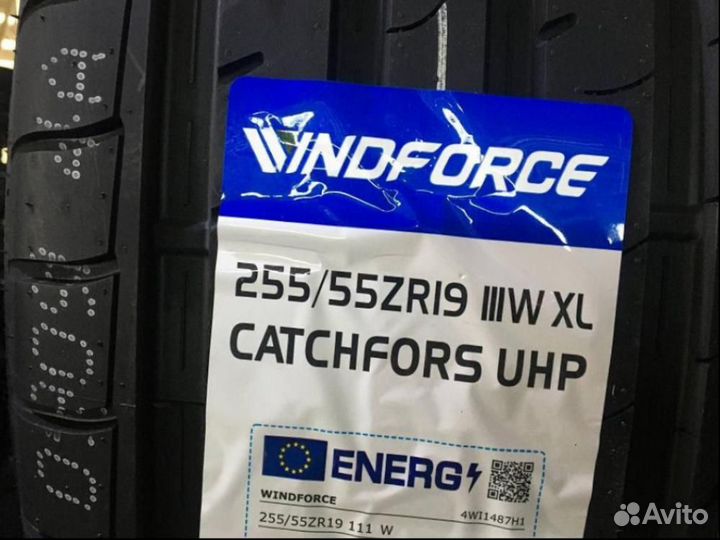 WINDFORCE
255/55ZR19 111W XL
CATCHFORS UHP
ENERG
WINDFORCE
4WI1487H1
255/55ZR19 111 W
Avito